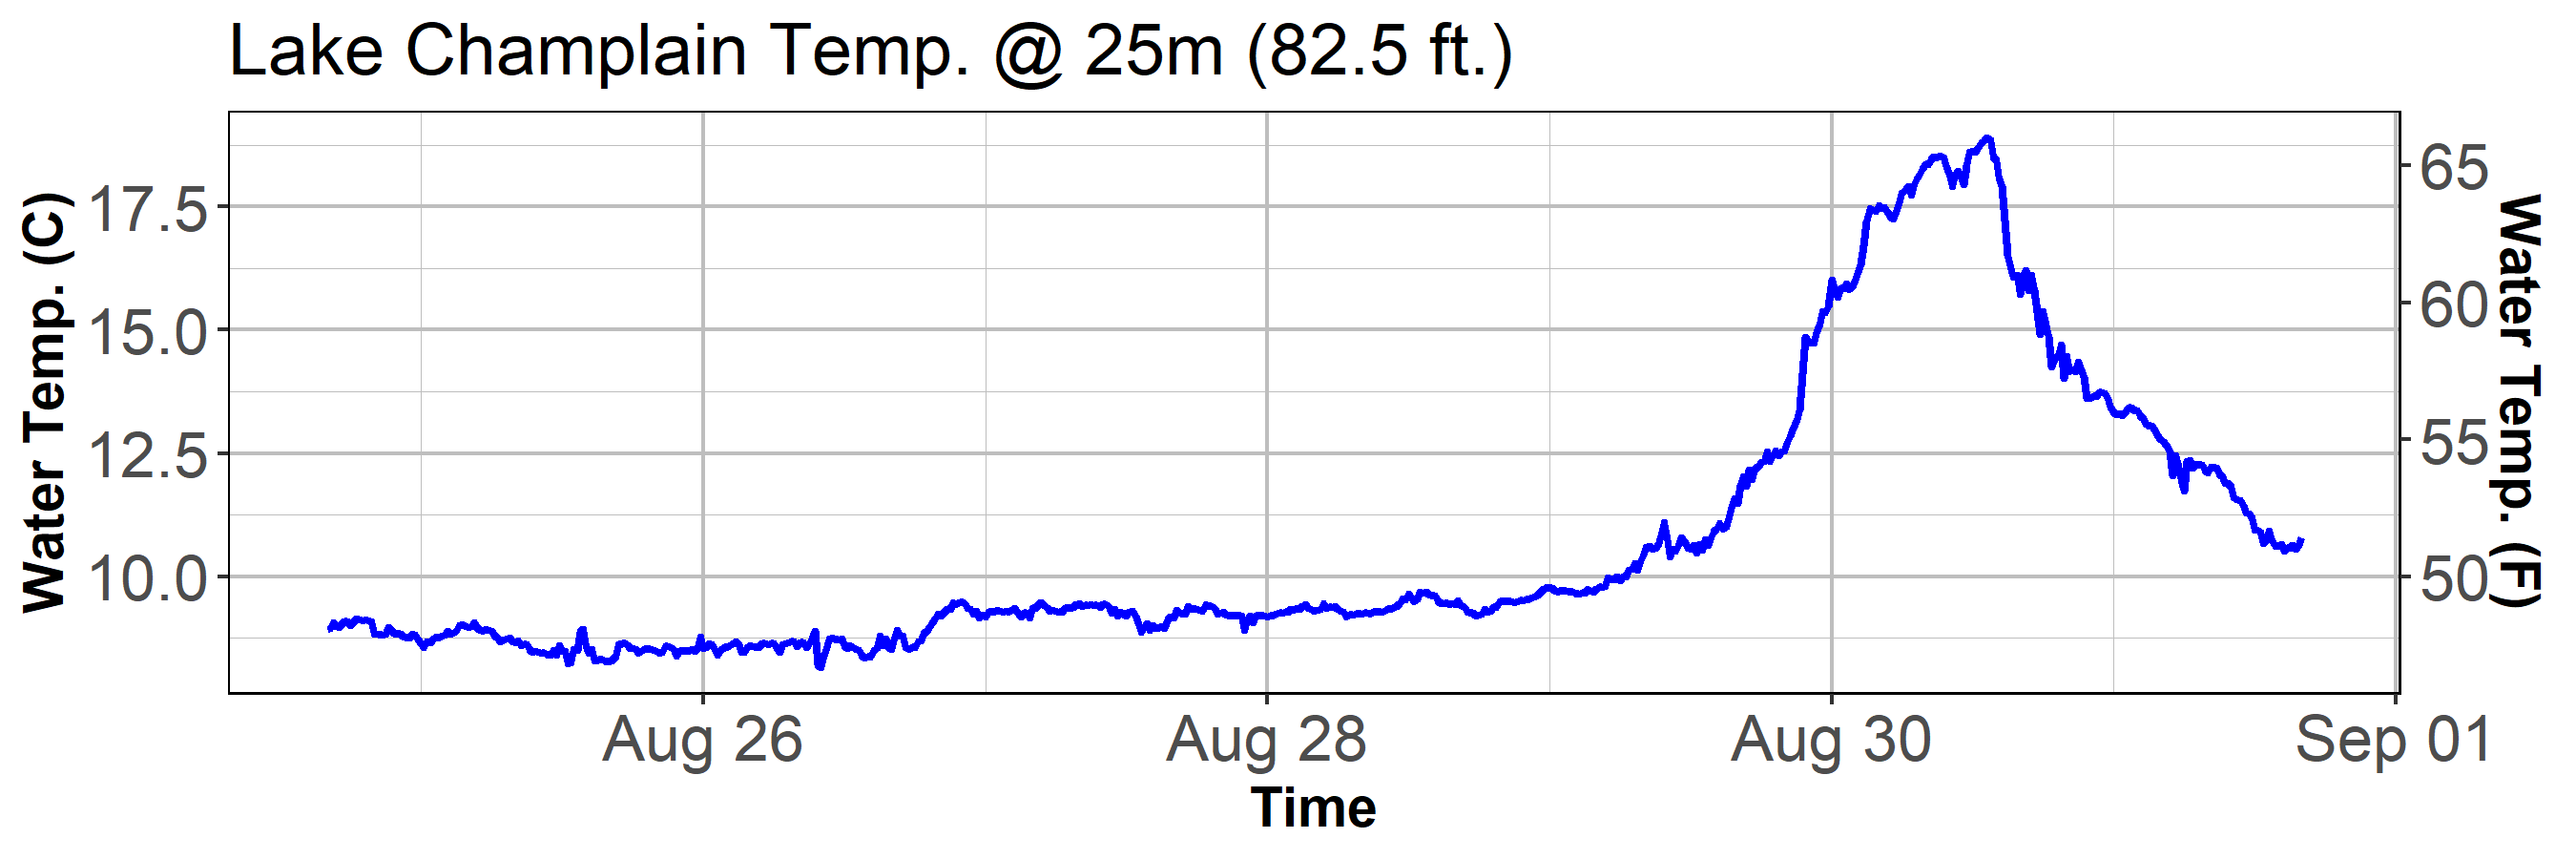 Lake Champlain Temp. @ 25m (82.5 ft.)
Water Temp. (C)
17.5
15.0
12.5
10.0
65
60
55
50
Water Temp. (F)
Aug 26
Aug 28
Aug 30
Sep 01
Time